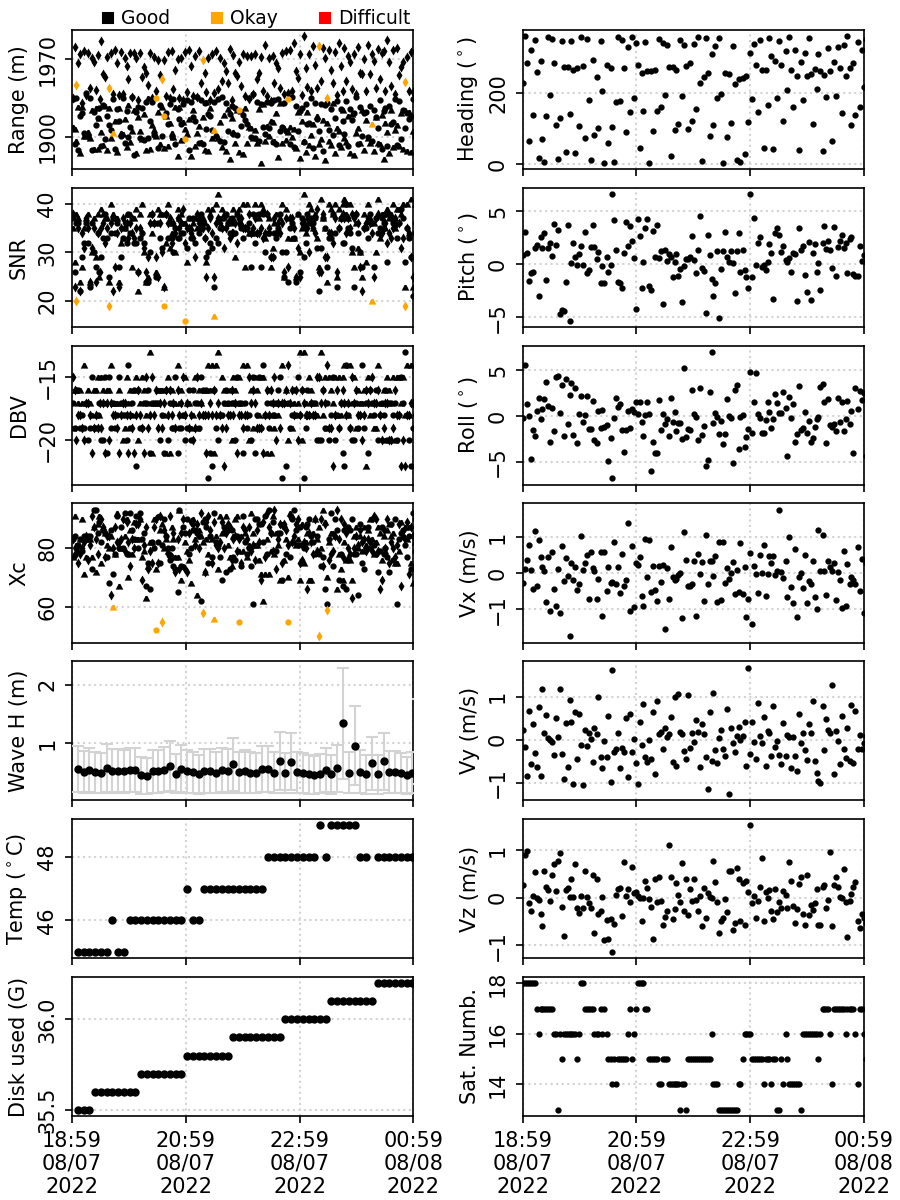 Good Okay Difficult
Range (m)
1970
1900
Heading (°)
200
0
SNR
40
30
20
Pitch (°)
5
0
−5
DBV
−15
−20
Roll (°)
5
0
−5
Xc
80
60
Vx (m/s)
1
0
−1
Wave H (m)
2
1
Vy (m/s)
1
0
−1
Temp (°C)
48
46
Vz (m/s)
1
0
−1
Disk used (G)
36.0
35.5
Sat. Numb.
18
16
14
18:59 20:59 22:59 00:59 18:59 20:59 22:59 00:59
08/07 08/07 08/07 08/08 08/07 08/07 08/07 08/08
2022 2022 2022 2022 2022 2022 2022 2022